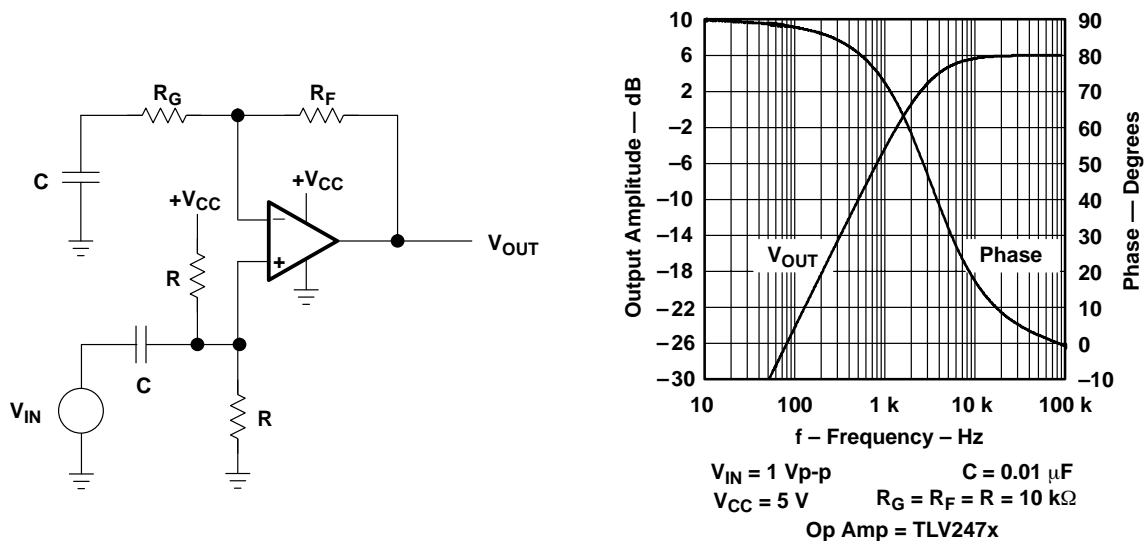 R_G
R_F
C
+V_CC
+V_CC
−
+
V_OUT
R
C
R
V_IN
Output Amplitude — dB
10
6
2
–2
–6
–10
–14
–18
–22
–26
–30
90
80
70
60
50
40
30
20
10
0
–10
Phase — Degrees
V_OUT
Phase
10 100 1 k 10 k 100 k
f – Frequency – Hz
V_IN = 1 Vp-p C = 0.01 μF
V_CC = 5 V R_G = R_F = R = 10 kΩ
Op Amp = TLV247x